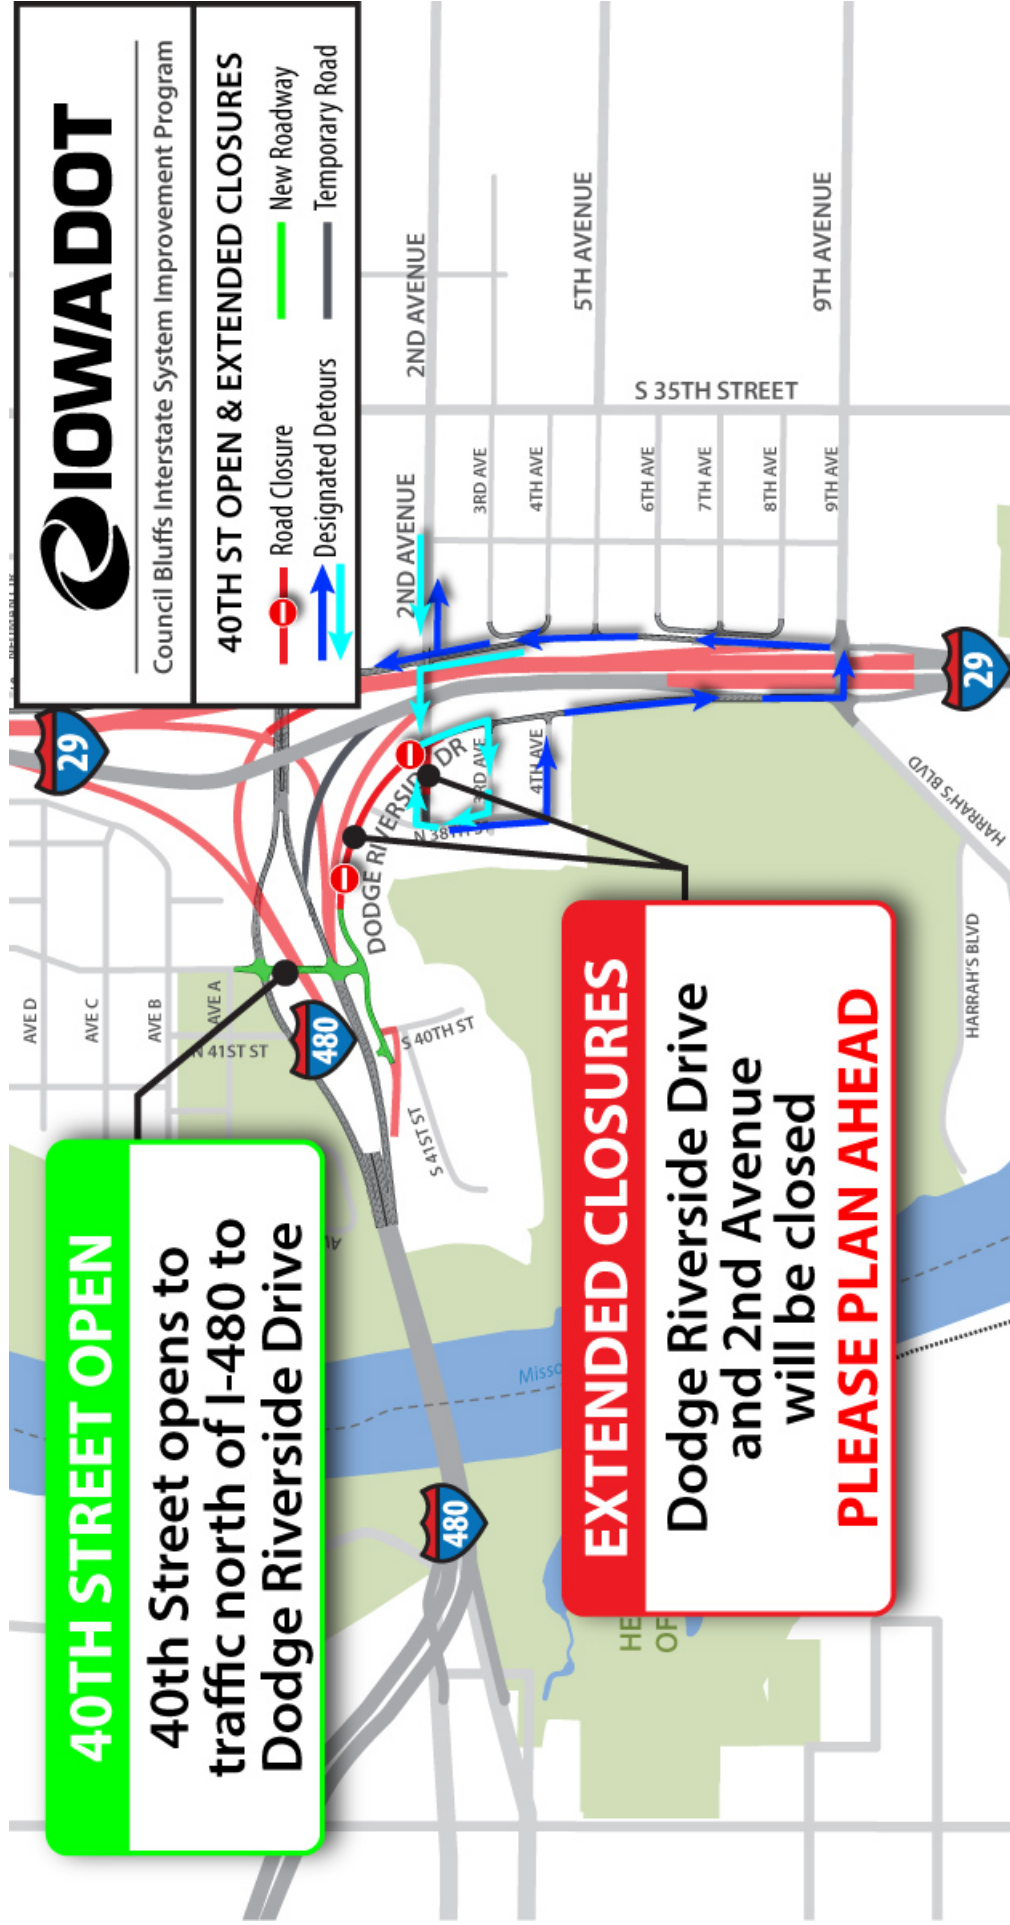 IOWADOT
Council Bluffs Interstate System Improvement Program
40TH ST OPEN & EXTENDED CLOSURES
Road Closure
New Roadway
Designated Detours
Temporary Road
40TH STREET OPEN
40th Street opens to
traffic north of I-480 to
Dodge Riverside Drive
EXTENDED CLOSURES
Dodge Riverside Drive
and 2nd Avenue
will be closed
PLEASE PLAN AHEAD
AVE D
AVE C
AVE B
AVE A
N 41ST ST
29
480
480
S 40TH ST
S 41ST ST
DODGE RIVERSIDE DR
N 38TH ST
3RD AVE
4TH AVE
2ND AVENUE
2ND AVENUE
3RD AVE
4TH AVE
5TH AVENUE
6TH AVE
7TH AVE
8TH AVE
9TH AVE
9TH AVENUE
S 35TH STREET
29
HARRAH'S BLVD
HARRAH'S BLVD